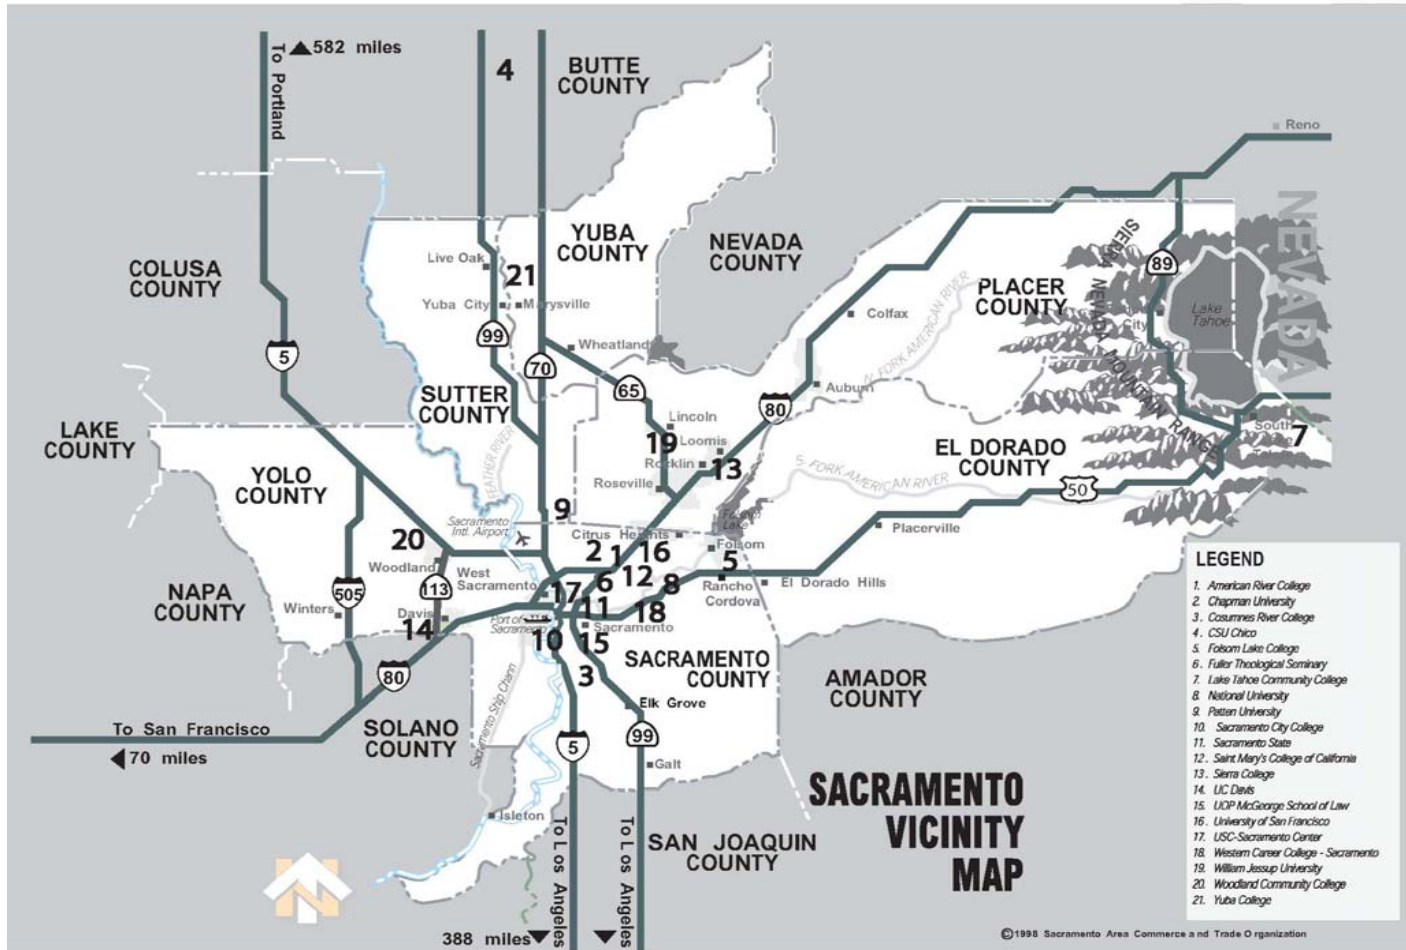 To Portland
582 miles
4
BUTTE
COUNTY
Reno
NEVADA
YUBA
COUNTY
NEVADA
COUNTY
SIERRA NEVADA MOUNTAIN RANGE
COLUSA
COUNTY
Live Oak
21
89
PLACER
COUNTY
Yuba City
Marysville
Lake
Tahoe
City
Colfax
N. FORK AMERICAN RIVER
5
99
Wheatland
70
65
SUTTER
COUNTY
Auburn
80
Lincoln
LAKE
COUNTY
19
Loomis
Rocklin
13
Roseville
FEATHER RIVER
EL DORADO
COUNTY
South
7
YOLO
COUNTY
S. FORK AMERICAN RIVER
50
9
Sacramento
Intl. Airport
Folsom
Lake
Placerville
20
Citrus Heights
2
1
16
Folsom
Woodland
West
Sacramento
6
12
5
8
Rancho
Cordova
El Dorado Hills
NAPA
COUNTY
505
113
17
Winters
Davis
14
11
18
Port of
Sacramento
Sacramento
10
15
SACRAMENTO
COUNTY
3
80
AMADOR
COUNTY
Elk Grove
To San Francisco
70 miles
SOLANO
COUNTY
Sacramento Ship Chann
5
99
Galt
SACRAMENTO
VICINITY
MAP
Isleton
To Los Angeles
To Los Angeles
SAN JOAQUIN
COUNTY
388 miles
LEGEND
1. American River College
2. Chapman University
3. Cosumnes River College
4. CSU Chico
5. Folsom Lake College
6. Fuller Theological Seminary
7. Lake Tahoe Community College
8. National University
9. Patten University
10. Sacramento City College
11. Sacramento State
12. Saint Mary's College of California
13. Sierra College
14. UC Davis
15. UOP McGeorge School of Law
16. University of San Francisco
17. USC-Sacramento Center
18. Western Career College - Sacramento
19. William Jessup University
20. Woodland Community College
21. Yuba College
©1998 Sacramento Area Commerce and Trade Organization